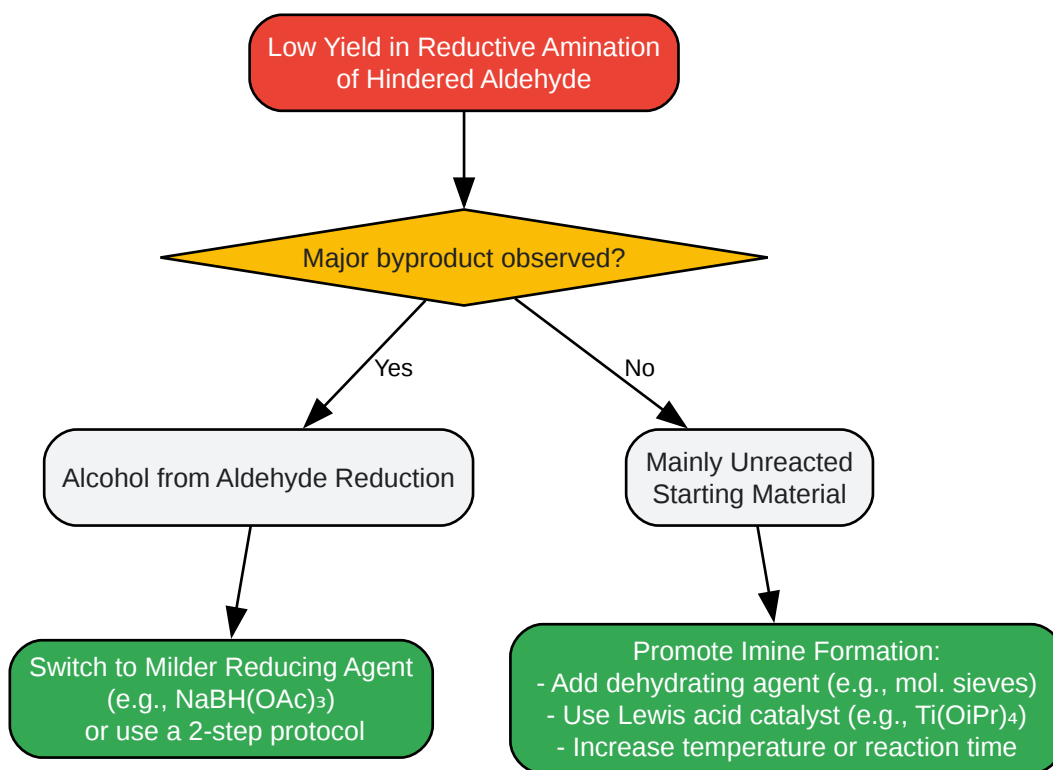 Low Yield in Reductive Amination
of Hindered Aldehyde
Major byproduct observed?
Yes
No
Alcohol from Aldehyde Reduction
Mainly Unreacted
Starting Material
Switch to Milder Reducing Agent
(e.g., NaBH(OAc)₃)
or use a 2-step protocol
Promote Imine Formation:
- Add dehydrating agent (e.g., mol. sieves)
- Use Lewis acid catalyst (e.g., Ti(OiPr)₄)
- Increase temperature or reaction time